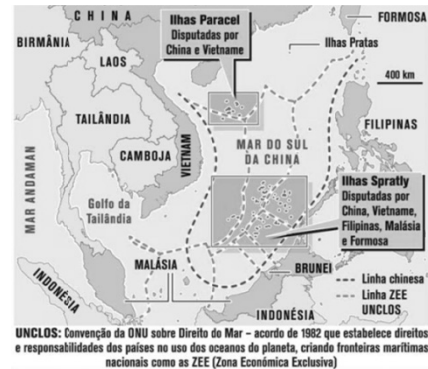 CHINA
FORMOSA
Ilhas Paracel
Disputadas por
China e Vietname
Ilhas Pratas
BIRMÂNIA
LAOS
400 km
TAILÂNDIA
VIETNAM
FILIPINAS
MAR DO SUL
DA CHINA
CAMBOJA
MAR ANDAMAN
Golfo da
Tailândia
Ilhas Spratly
Disputadas por
China, Vietname,
Filipinas, Malásia
e Formosa
MALÁSIA
BRUNEI
INDONÉSIA
INDONÉSIA
Linha chinesa
Linha ZEE
UNCLOS
UNCLOS: Convenção da ONU sobre Direito do Mar – acordo de 1982 que estabelece direitos
e responsabilidades dos países no uso dos oceanos do planeta, criando fronteiras marítimas
nacionais como as ZEE (Zona Económica Exclusiva)